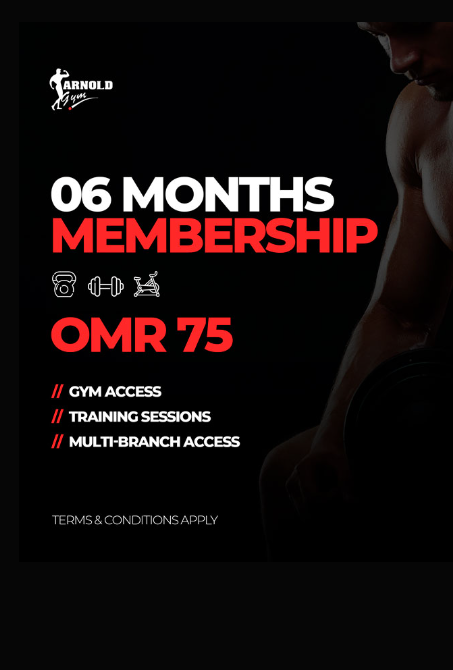 ARNOLD
Gym
06 MONTHS
MEMBERSHIP
OMR 75
// GYM ACCESS
// TRAINING SESSIONS
// MULTI-BRANCH ACCESS
TERMS & CONDITIONS APPLY